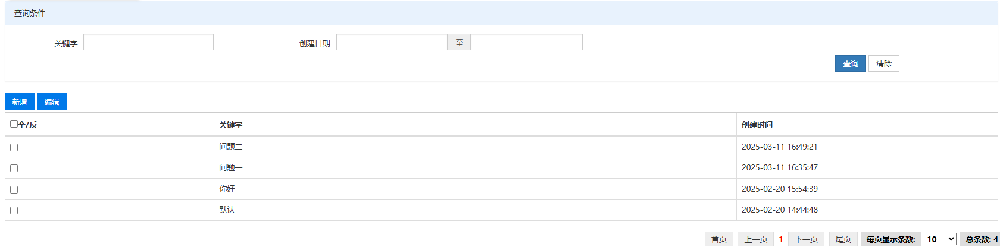 查询条件
关键字 一 创建日期 至
查询 清除
新增 编辑
全/反 关键字 创建时间
问题二 2025-03-11 16:49:21
问题一 2025-03-11 16:35:47
你好 2025-02-20 15:54:39
默认 2025-02-20 14:44:48
首页 上一页 1 下一页 尾页 每页显示条数: 10 总条数: 4